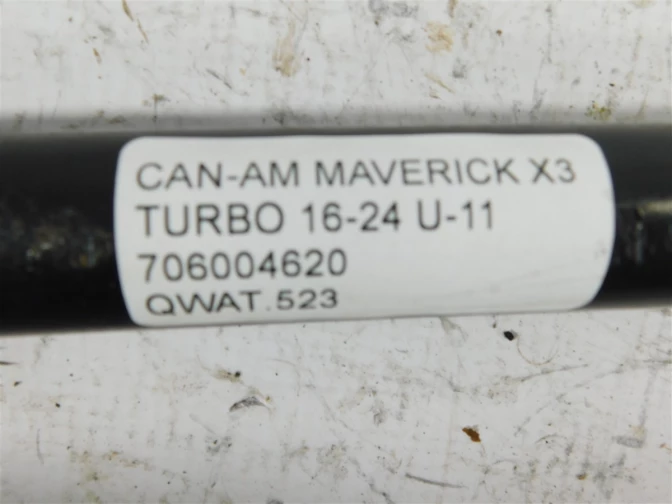 CAN-AM MAVERICK X3
TURBO 16-24 U-11
706004620
QWAT.523